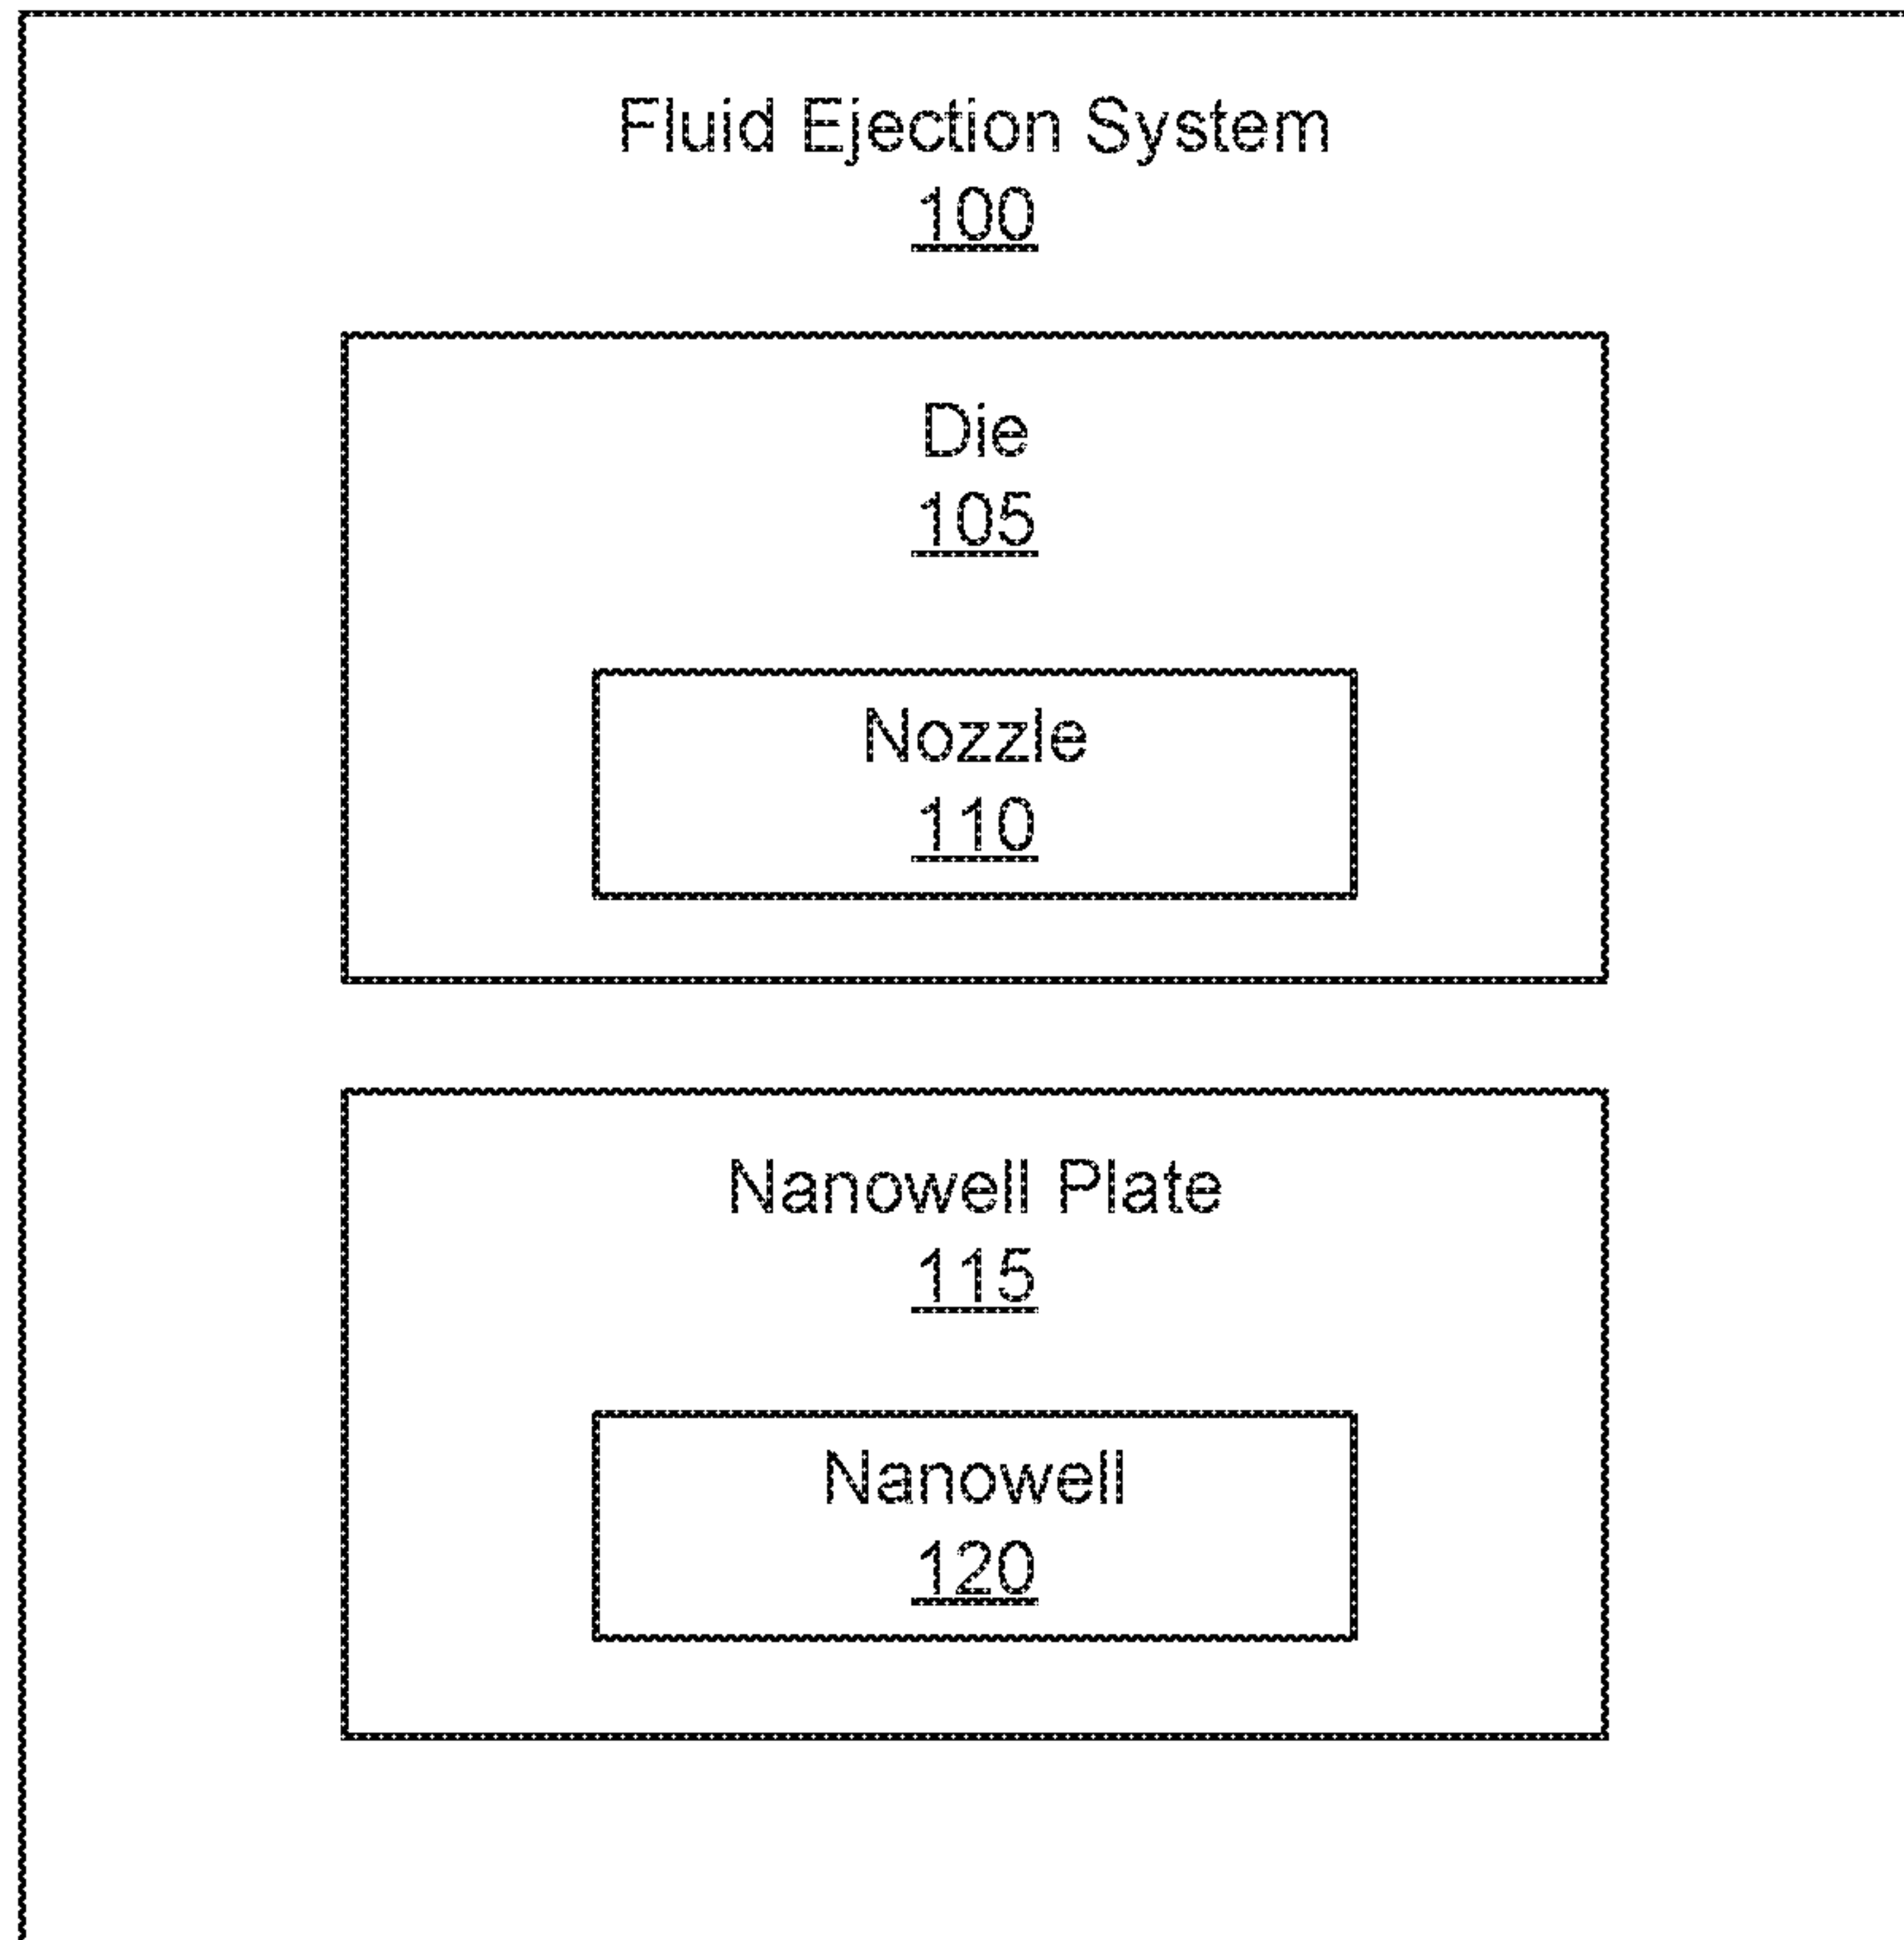 Fluid Ejection System
100
Die
105
Nozzle
110
Nanowell Plate
115
Nanowell
120